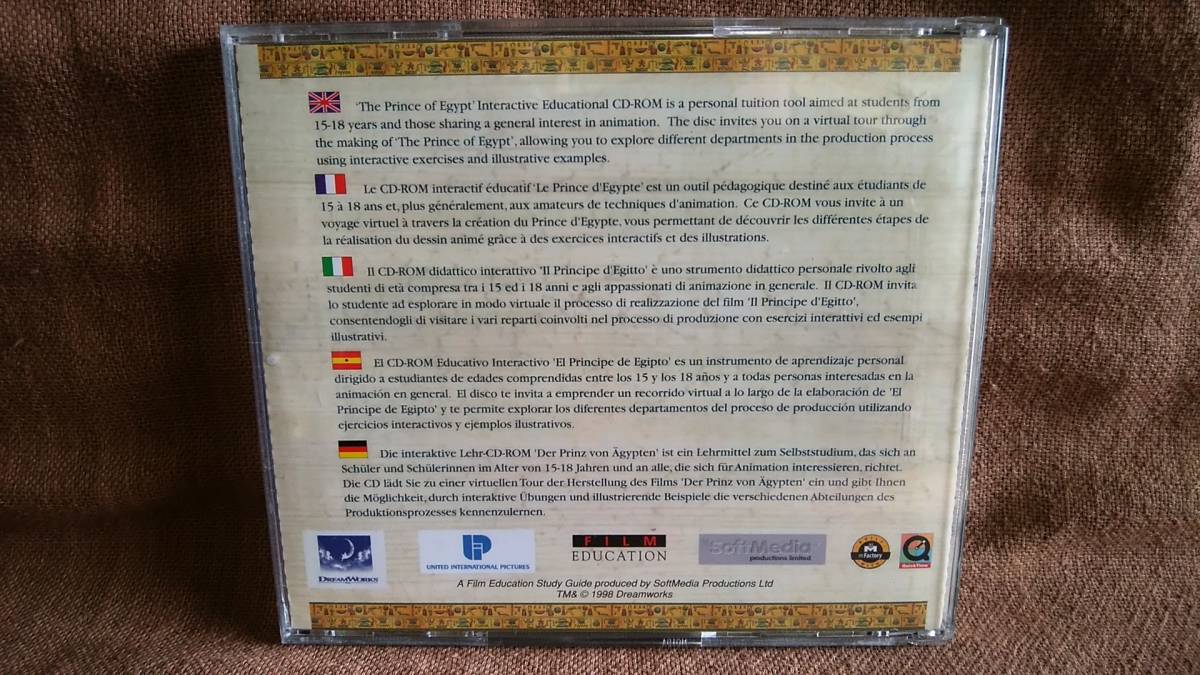 'The Prince of Egypt' Interactive Educational CD-ROM is a personal tuition tool aimed at students from
15-18 years and those sharing a general interest in animation. The disc invites you on a virtual tour through
the making of 'The Prince of Egypt', allowing you to explore different departments in the production process
using interactive exercises and illustrative examples.
Le CD-ROM interactif éducatif 'Le Prince d'Egypte' est un outil pédagogique destiné aux étudiants de
15 à 18 ans et, plus généralement, aux amateurs de techniques d'animation. Ce CD-ROM vous invite à un
voyage virtuel à travers la création du Prince d'Egypte, vous permettant de découvrir les différentes étapes de
la réalisation du dessin animé grâce à des exercices interactifs et des illustrations.
Il CD-ROM didattico interattivo 'Il Principe d'Egitto' è uno strumento didattico personale rivolto agli
studenti di età compresa tra i 15 ed i 18 anni e agli appassionati di animazione in generale. Il CD-ROM invita
lo studente ad esplorare in modo virtuale il processo di realizzazione del film 'Il Principe d'Egitto',
consentendogli di visitare i vari reparti coinvolti nel processo di produzione con esercizi interattivi ed esempi
illustrativi.
El CD-ROM Educativo Interactivo 'El Principe de Egipto' es un instrumento de aprendizaje personal
dirigido a estudiantes de edades comprendidas entre los 15 y los 18 años y a todas personas interesadas en la
animación en general. El disco te invita a emprender un recorrido virtual a lo largo de la elaboración de 'El
Principe de Egipto' y te permite explorar los diferentes departamentos del proceso de producción utilizando
ejercicios interactivos y ejemplos ilustrativos.
Die interaktive Lehr-CD-ROM 'Der Prinz von Ägypten' ist ein Lehrmittel zum Selbststudium, das sich an
Schüler und Schülerinnen im Alter von 15-18 Jahren und an alle, die sich für Animation interessieren, richtet.
Die CD lädt Sie zu einer virtuellen Tour der Herstellung des Films 'Der Prinz von Ägypten' ein und gibt Ihnen
die Möglichkeit, durch interaktive Übungen und illustrierende Beispiele die verschiedenen Abteilungen des
Produktionsprozesses kennenzulernen.
DREAMWORKS
UNITED INTERNATIONAL PICTURES
FILM
EDUCATION
SoftMedia
productions limited
M
mFactory
QuickTime
A Film Education Study Guide produced by SoftMedia Productions Ltd
TM& © 1998 Dreamworks